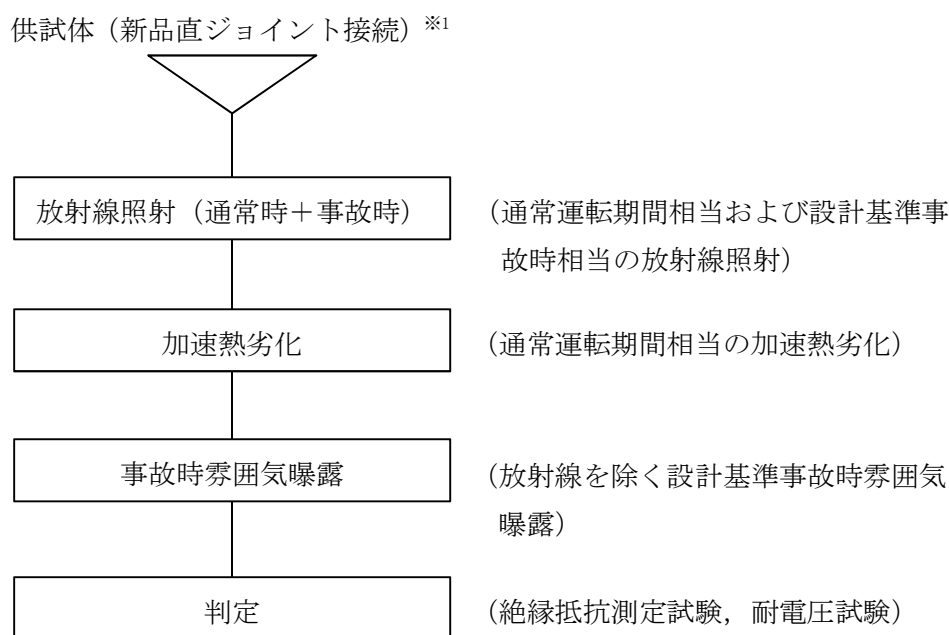 供試体（新品直ジョイント接続）※1
放射線照射（通常時＋事故時）
（通常運転期間相当および設計基準事
故時相当の放射線照射）
加速熱劣化
（通常運転期間相当の加速熱劣化）
事故時雰囲気曝露
（放射線を除く設計基準事故時雰囲気
曝露）
判定
（絶縁抵抗測定試験，耐電圧試験）